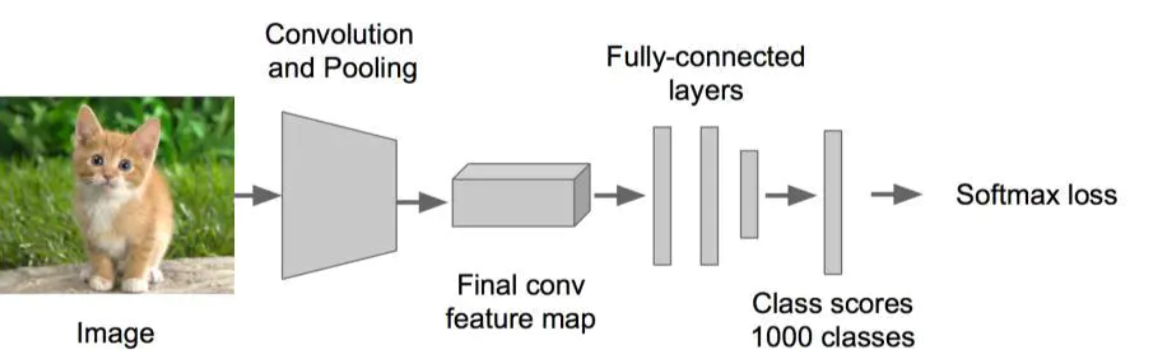 Convolution
and Pooling
Fully-connected
layers
Softmax loss
Final conv
feature map
Class scores
1000 classes
Image